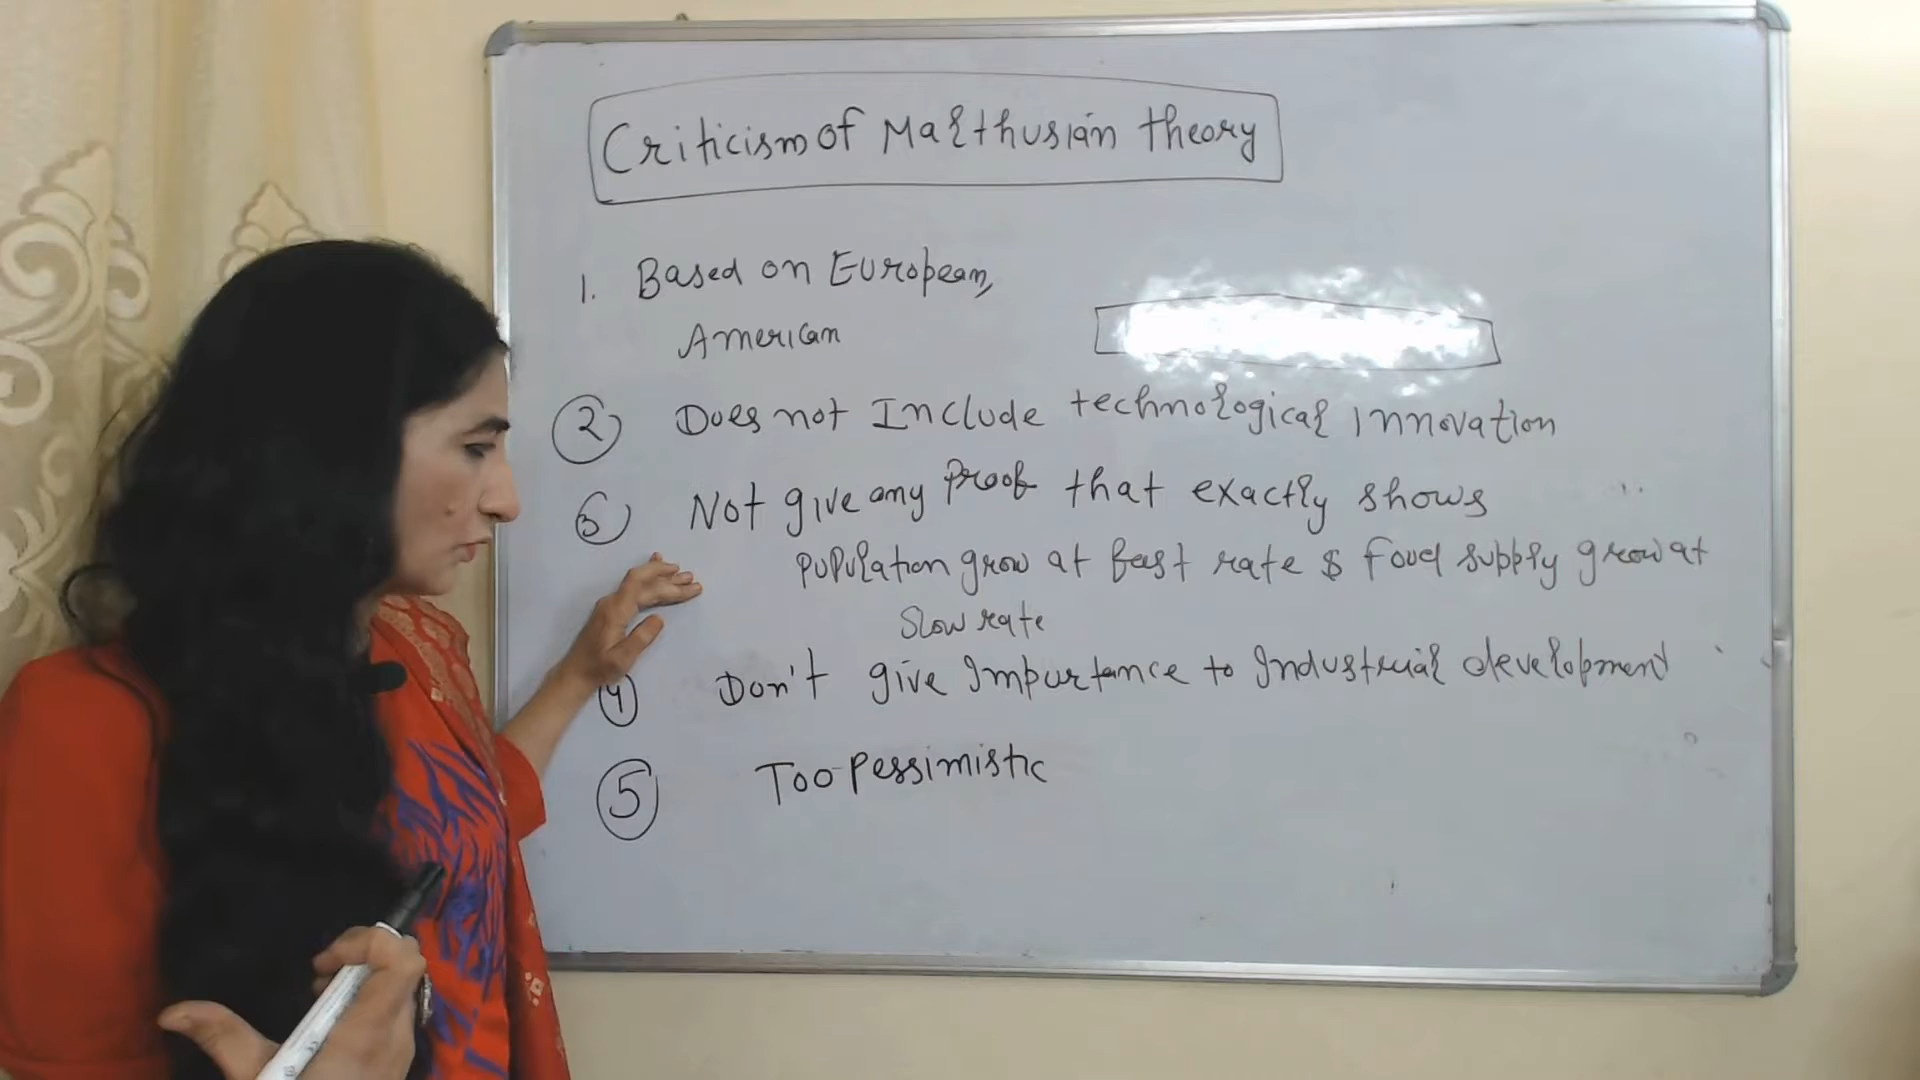 Criticism of Malthusian theory
1. Based on European,
American
2 Does not Include technological Innovation
3 Not give any Proof that exactly shows
Population grow at fast rate & Food supply grow at
Slow rate
4 Don't give Importance to Industrial development
5 Too Pessimistic